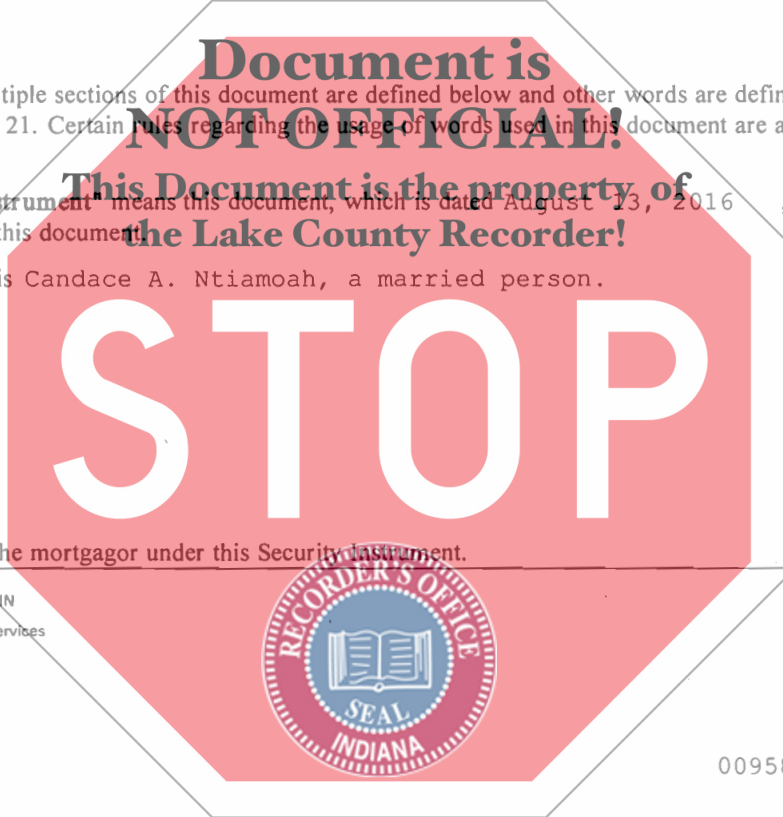 Document is
tiple sections of this document are defined below and other words are defin
NOT OFFICIAL!
21. Certain rules regarding the usage of words used in this document are a
This Document is the property of
trument" means this document, which is dated August 13, 2016
this document.
the Lake County Recorder!
is Candace A. Ntiamoah, a married person.
STOP
he mortgagor under this Security Instrument.
IN
ervices
RECORDER'S OFFICE
SEAL
INDIANA
0095